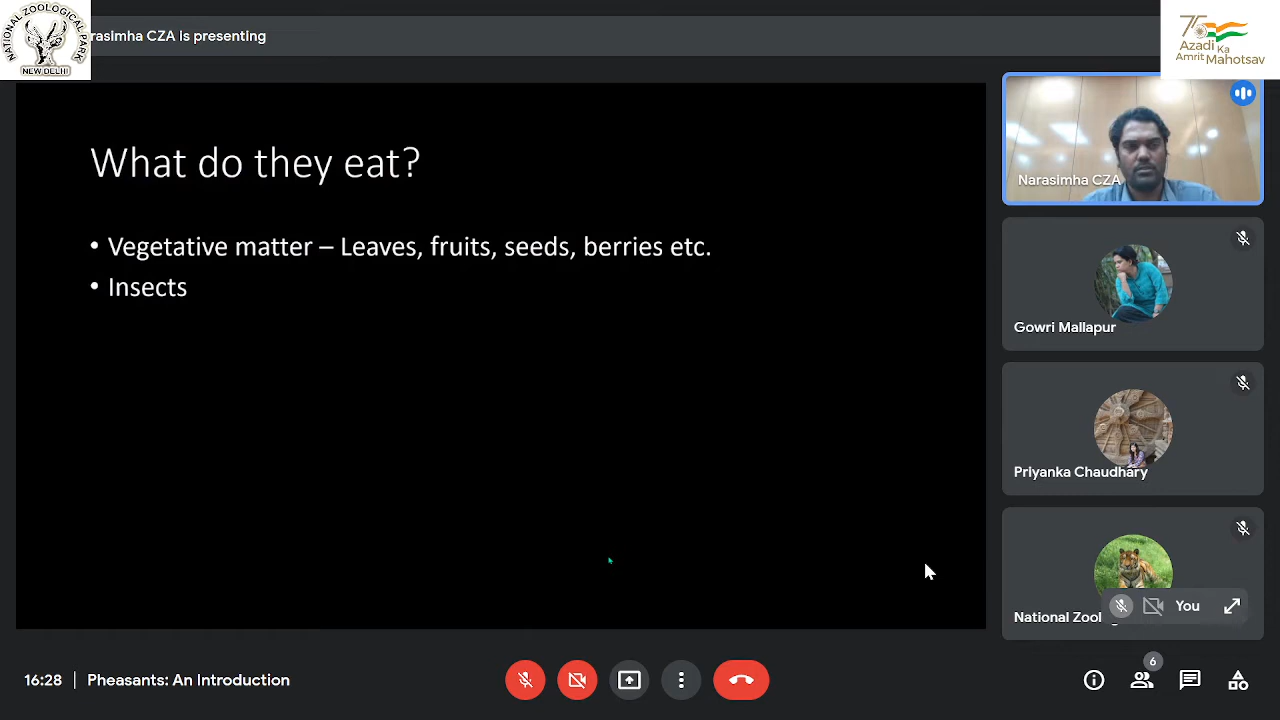 NATIONAL ZOOLOGICAL PARK
NEW DELHI
arasimha CZA is presenting
75
Azadi
Ka
Amrit Mahotsav
What do they eat?
• Vegetative matter – Leaves, fruits, seeds, berries etc.
• Insects
Narasimha CZA
Gowri Mallapur
Priyanka Chaudhary
National Zool
You
16:28 | Pheasants: An Introduction
6